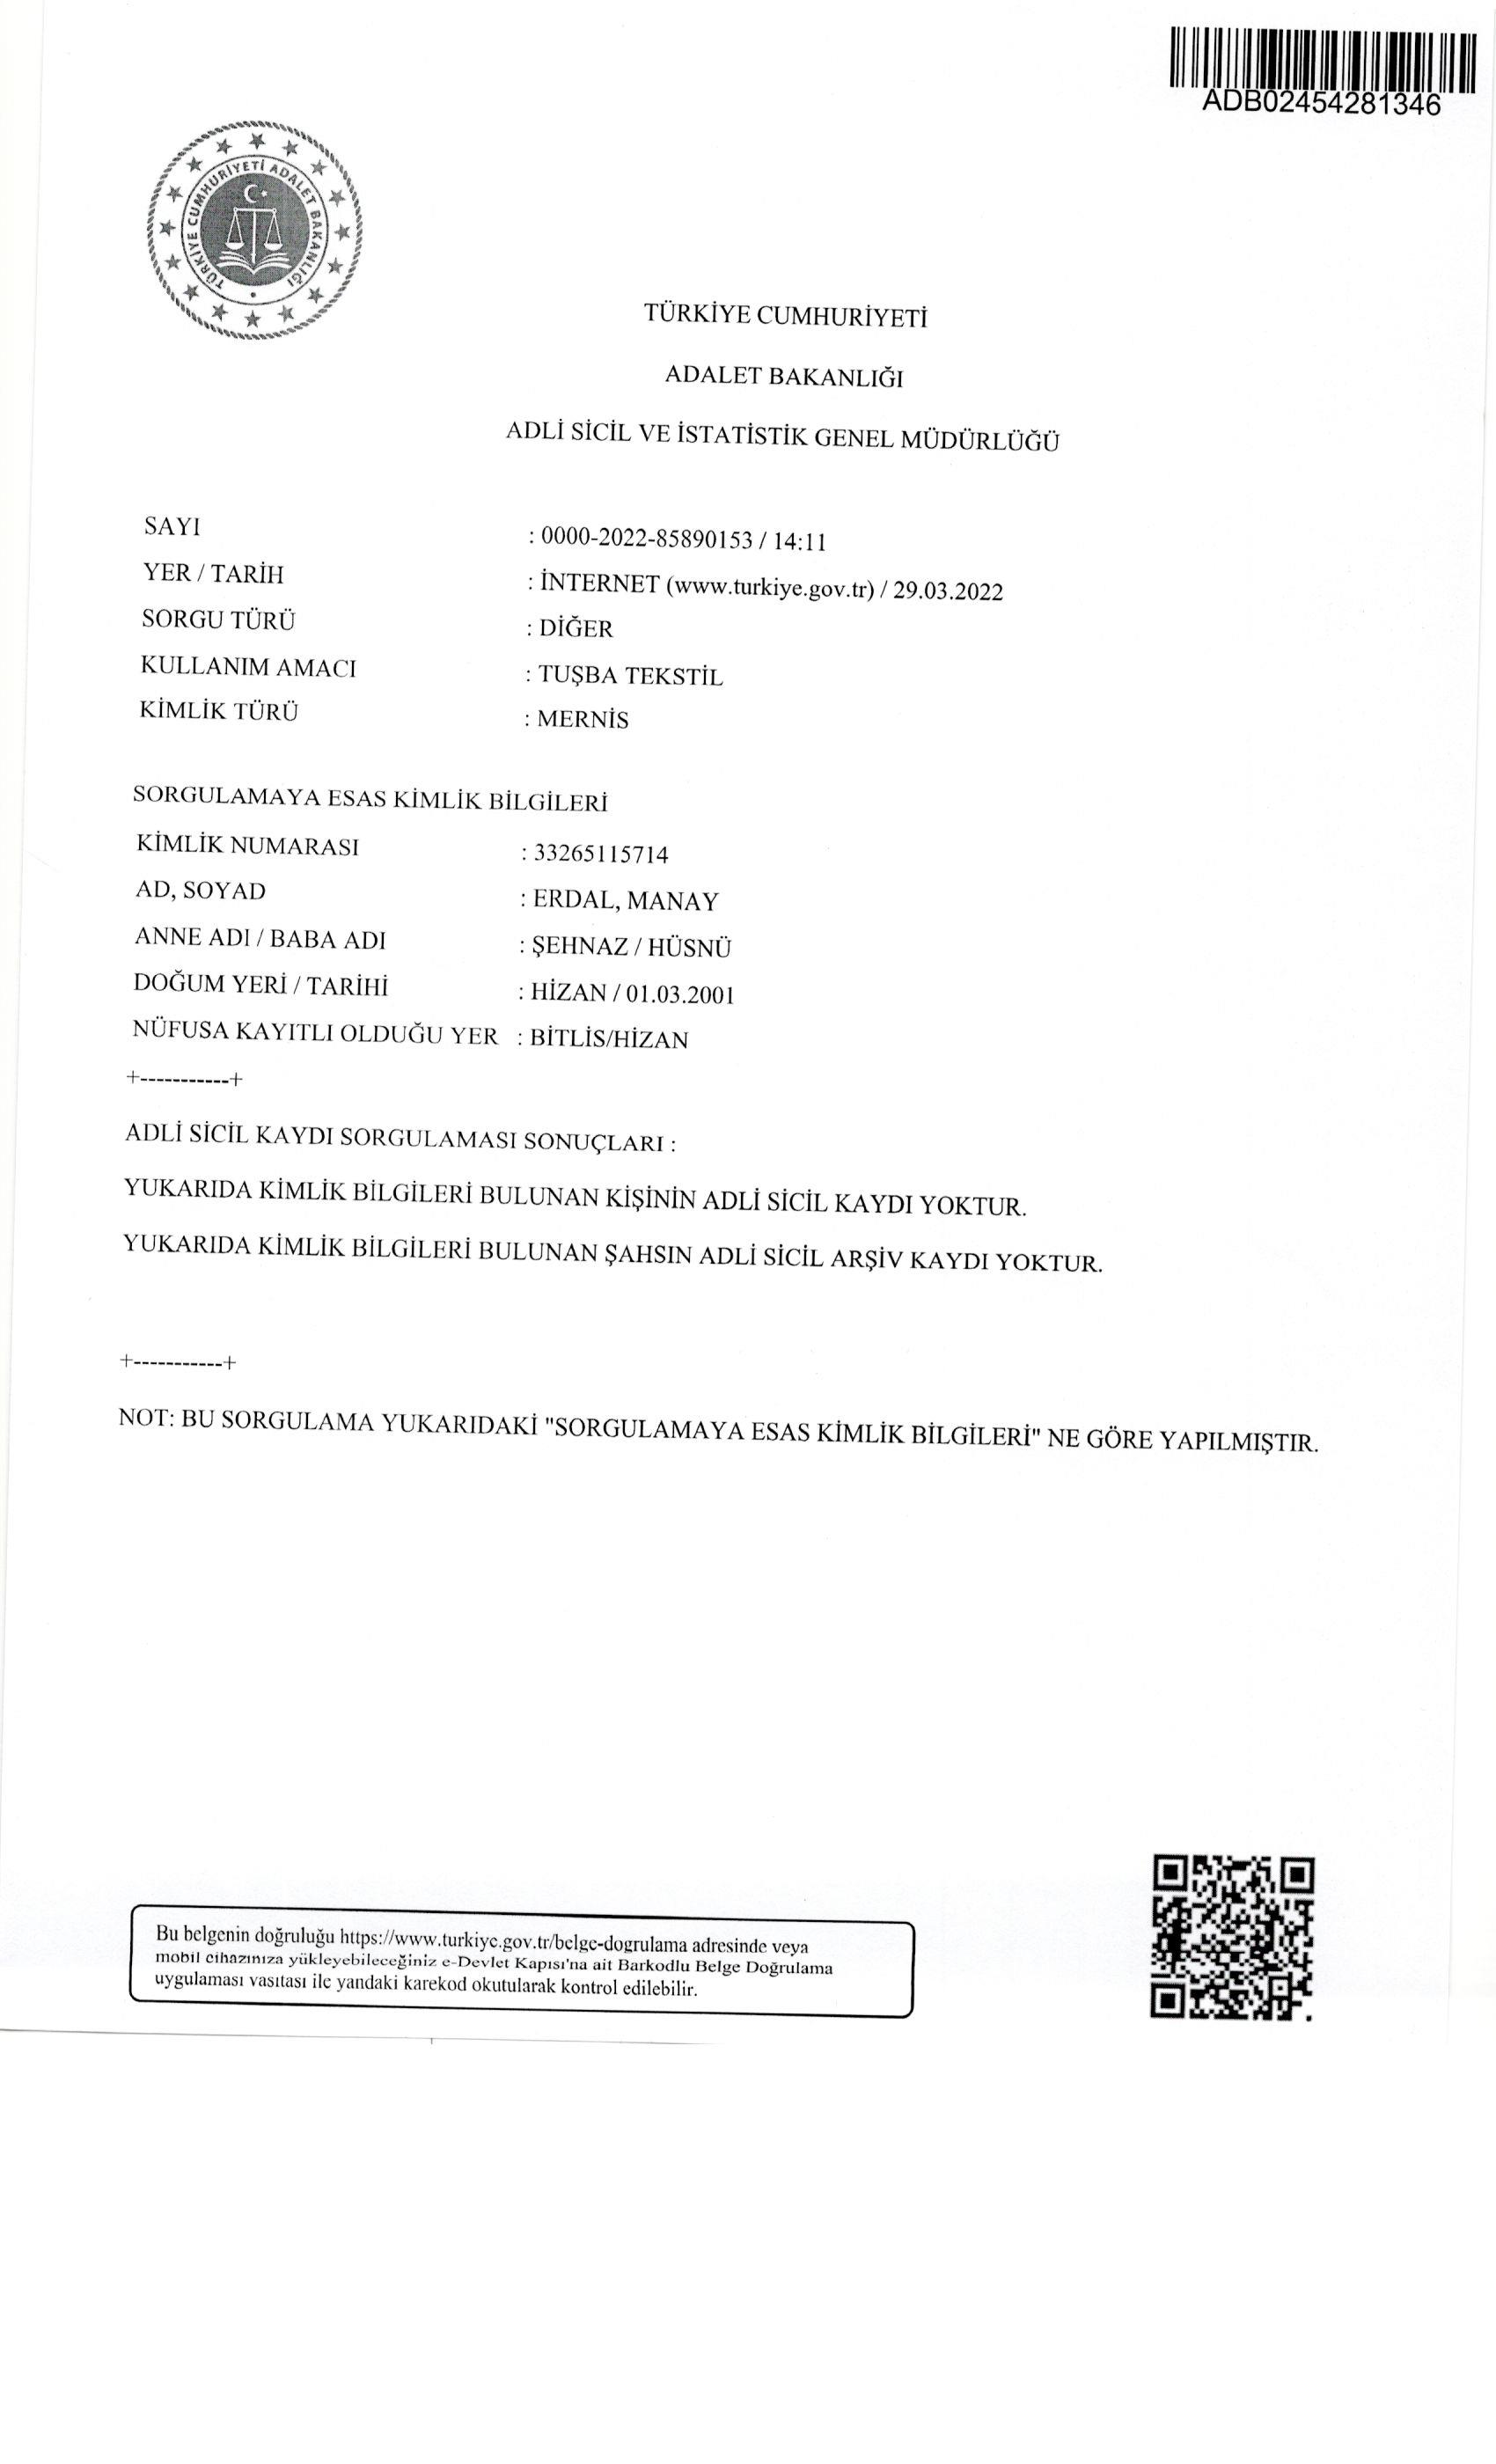 ADB02454281346
TÜRKİYE CUMHURİYETİ ADALET BAKANLIĞI
TÜRKİYE CUMHURİYETİ
ADALET BAKANLIĞI
ADLİ SİCİL VE İSTATİSTİK GENEL MÜDÜRLÜĞÜ
SAYI : 0000-2022-85890153 / 14:11
YER / TARİH : İNTERNET (www.turkiye.gov.tr) / 29.03.2022
SORGU TÜRÜ : DİĞER
KULLANIM AMACI : TUŞBA TEKSTİL
KİMLİK TÜRÜ : MERNİS
SORGULAMAYA ESAS KİMLİK BİLGİLERİ
KİMLİK NUMARASI : 33265115714
AD, SOYAD : ERDAL, MANAY
ANNE ADI / BABA ADI : ŞEHNAZ / HÜSNÜ
DOĞUM YERİ / TARİHİ : HİZAN / 01.03.2001
NÜFUSA KAYITLI OLDUĞU YER : BİTLİS/HİZAN
+-----------+
ADLİ SİCİL KAYDI SORGULAMASI SONUÇLARI :
YUKARIDA KİMLİK BİLGİLERİ BULUNAN KİŞİNİN ADLİ SİCİL KAYDI YOKTUR.
YUKARIDA KİMLİK BİLGİLERİ BULUNAN ŞAHSIN ADLİ SİCİL ARŞİV KAYDI YOKTUR.
+-----------+
NOT: BU SORGULAMA YUKARIDAKİ "SORGULAMAYA ESAS KİMLİK BİLGİLERİ" NE GÖRE YAPILMIŞTIR.
Bu belgenin doğruluğu https://www.turkiye.gov.tr/belge-dogrulama adresinde veya
mobil cihazınıza yükleyebileceğiniz e-Devlet Kapısı'na ait Barkodlu Belge Doğrulama
uygulaması vasıtası ile yandaki karekod okutularak kontrol edilebilir.